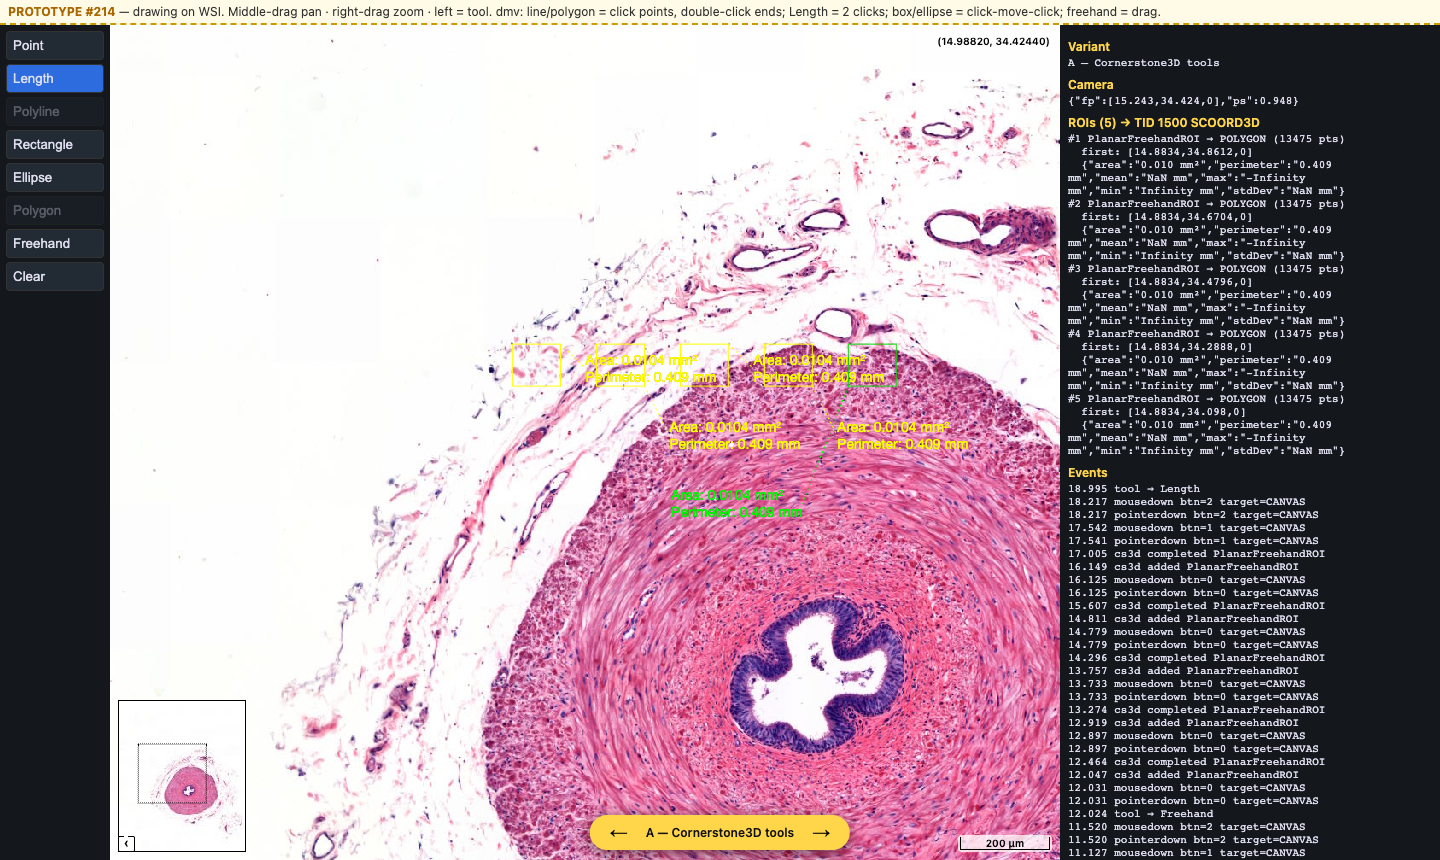 PROTOTYPE #214 — drawing on WSI. Middle-drag pan · right-drag zoom · left = tool. dmv: line/polygon = click points, double-click ends; Length = 2 clicks; box/ellipse = click-move-click; freehand = drag.
Point
Length
Polyline
Rectangle
Ellipse
Polygon
Freehand
Clear
(14.98820, 34.42440)
Area: 0.0104 mm²
Perimeter: 0.409 mm
Area: 0.0104 mm²
Perimeter: 0.409 mm
Area: 0.0104 mm²
Perimeter: 0.409 mm
Area: 0.0104 mm²
Perimeter: 0.409 mm
Area: 0.0104 mm²
Perimeter: 0.409 mm
← A — Cornerstone3D tools →
200 µm
Variant
A — Cornerstone3D tools
Camera
{"fp":[15.243,34.424,0],"ps":0.948}
ROIs (5) → TID 1500 SCOORD3D
#1 PlanarFreehandROI → POLYGON (13475 pts)
first: [14.8834,34.8612,0]
{"area":"0.010 mm²","perimeter":"0.409
mm","mean":"NaN mm","max":"-Infinity
mm","min":"Infinity mm","stdDev":"NaN mm"}
#2 PlanarFreehandROI → POLYGON (13475 pts)
first: [14.8834,34.6704,0]
{"area":"0.010 mm²","perimeter":"0.409
mm","mean":"NaN mm","max":"-Infinity
mm","min":"Infinity mm","stdDev":"NaN mm"}
#3 PlanarFreehandROI → POLYGON (13475 pts)
first: [14.8834,34.4796,0]
{"area":"0.010 mm²","perimeter":"0.409
mm","mean":"NaN mm","max":"-Infinity
mm","min":"Infinity mm","stdDev":"NaN mm"}
#4 PlanarFreehandROI → POLYGON (13475 pts)
first: [14.8834,34.2888,0]
{"area":"0.010 mm²","perimeter":"0.409
mm","mean":"NaN mm","max":"-Infinity
mm","min":"Infinity mm","stdDev":"NaN mm"}
#5 PlanarFreehandROI → POLYGON (13475 pts)
first: [14.8834,34.098,0]
{"area":"0.010 mm²","perimeter":"0.409
mm","mean":"NaN mm","max":"-Infinity
mm","min":"Infinity mm","stdDev":"NaN mm"}
Events
18.995 tool → Length
18.217 mousedown btn=2 target=CANVAS
18.217 pointerdown btn=2 target=CANVAS
17.542 mousedown btn=1 target=CANVAS
17.541 pointerdown btn=1 target=CANVAS
17.005 cs3d completed PlanarFreehandROI
16.149 cs3d added PlanarFreehandROI
16.125 mousedown btn=0 target=CANVAS
16.125 pointerdown btn=0 target=CANVAS
15.607 cs3d completed PlanarFreehandROI
14.811 cs3d added PlanarFreehandROI
14.779 mousedown btn=0 target=CANVAS
14.779 pointerdown btn=0 target=CANVAS
14.296 cs3d completed PlanarFreehandROI
13.757 cs3d added PlanarFreehandROI
13.733 mousedown btn=0 target=CANVAS
13.733 pointerdown btn=0 target=CANVAS
13.274 cs3d completed PlanarFreehandROI
12.919 cs3d added PlanarFreehandROI
12.897 mousedown btn=0 target=CANVAS
12.897 pointerdown btn=0 target=CANVAS
12.464 cs3d completed PlanarFreehandROI
12.047 cs3d added PlanarFreehandROI
12.031 mousedown btn=0 target=CANVAS
12.031 pointerdown btn=0 target=CANVAS
12.024 tool → Freehand
11.520 mousedown btn=2 target=CANVAS
11.520 pointerdown btn=2 target=CANVAS
11.127 mousedown btn=1 target=CANVAS